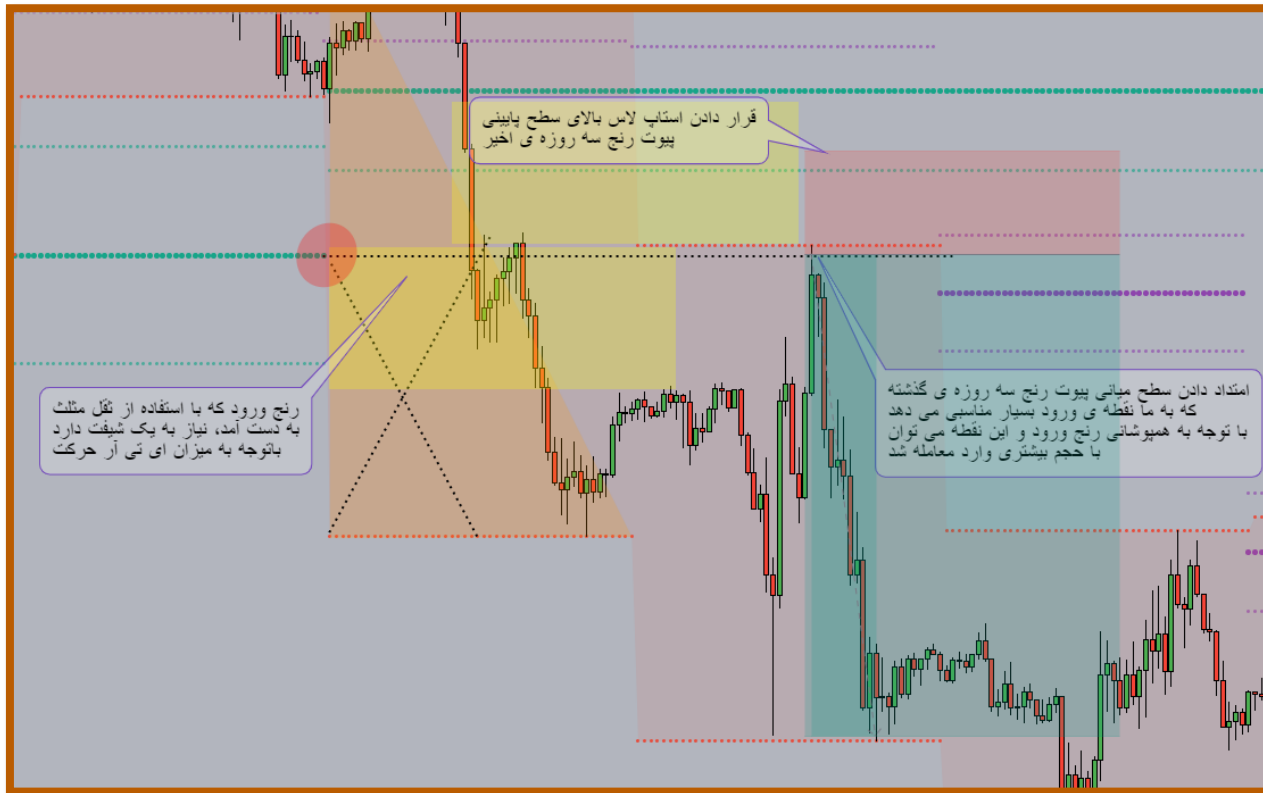 قرار دادن استاپ لاس بالای سطح پایینی
پیوت رنج سه روزه ی اخیر
رنج ورود که با استفاده از ثقل مثلث
به دست آمد، نیاز به یک شیفت دارد
باتوجه به میزان ای تی آر حرکت
امتداد دادن سطح میانی پیوت رنج سه روزه ی گذشته
که به ما نقطه ی ورود بسیار مناسبی می دهد
با توجه به همپوشانی رنج ورود و این نقطه می توان
با حجم بیشتری وارد معامله شد